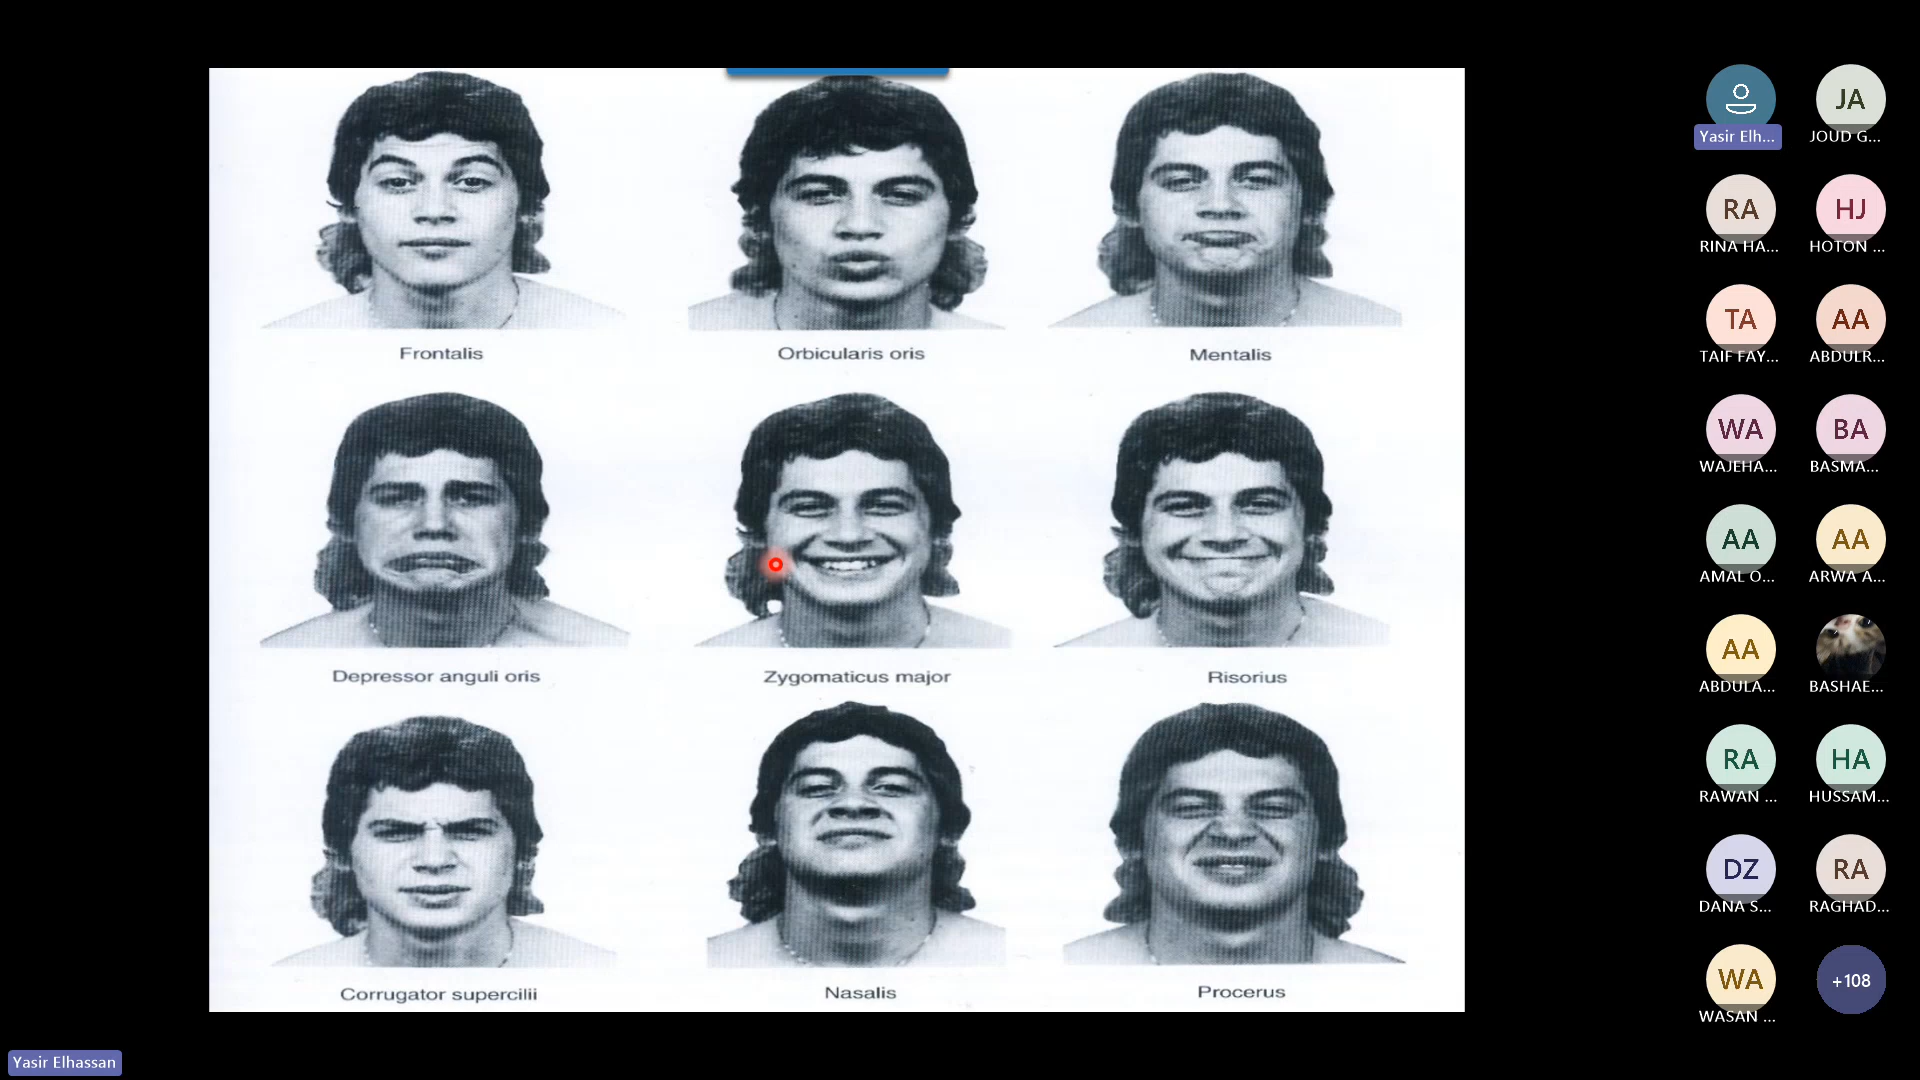 Frontalis
Orbicularis oris
Mentalis
Depressor anguli oris
Zygomaticus major
Risorius
Corrugator supercilii
Nasalis
Procerus
Yasir Elh...
JA
JOUD G...
RA
RINA HA...
HJ
HOTON ...
TA
TAIF FAY...
AA
ABDULR...
WA
WAJEHA...
BA
BASMA...
AA
AMAL O...
AA
ARWA A...
AA
ABDULA...
BASHAE...
RA
RAWAN ...
HA
HUSSAM...
DZ
DANA S...
RA
RAGHAD...
WA
WASAN ...
+108
Yasir Elhassan